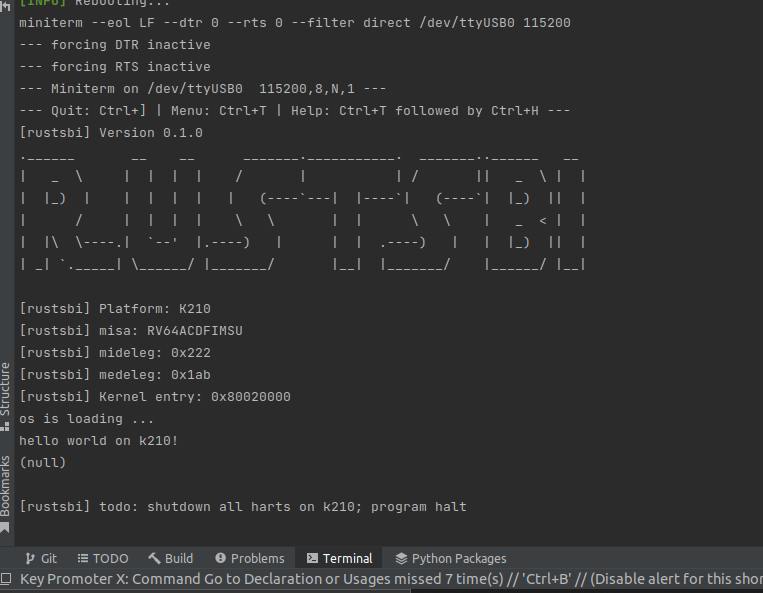 [INFO] Rebooting...
miniterm --eol LF --dtr 0 --rts 0 --filter direct /dev/ttyUSB0 115200
--- forcing DTR inactive
--- forcing RTS inactive
--- Miniterm on /dev/ttyUSB0  115200,8,N,1 ---
--- Quit: Ctrl+] | Menu: Ctrl+T | Help: Ctrl+T followed by Ctrl+H ---
[rustsbi] Version 0.1.0
.______       __    __      _______.___________.  _______..______   __
|   _  \     |  |  |  |    /       |           | /       ||   _  \ |  |
|  |_)  |    |  |  |  |   |   (----`---|  |----`|   (----`|  |_)  ||  |
|      /     |  |  |  |    \   \       |  |      \   \    |   _  < |  |
|  |\  \----.|  `--'  |.----)   |      |  |  .----)   |   |  |_)  ||  |
| _| `._____| \______/ |_______/       |__|  |_______/    |______/ |__|
[rustsbi] Platform: K210
[rustsbi] misa: RV64ACDFIMSU
[rustsbi] mideleg: 0x222
[rustsbi] medeleg: 0x1ab
[rustsbi] Kernel entry: 0x80020000
os is loading ...
hello world on k210!
(null)
[rustsbi] todo: shutdown all harts on k210; program halt
Structure
Bookmarks
Git TODO Build Problems Terminal Python Packages
Key Promoter X: Command Go to Declaration or Usages missed 7 time(s) // 'Ctrl+B' // (Disable alert for this shor